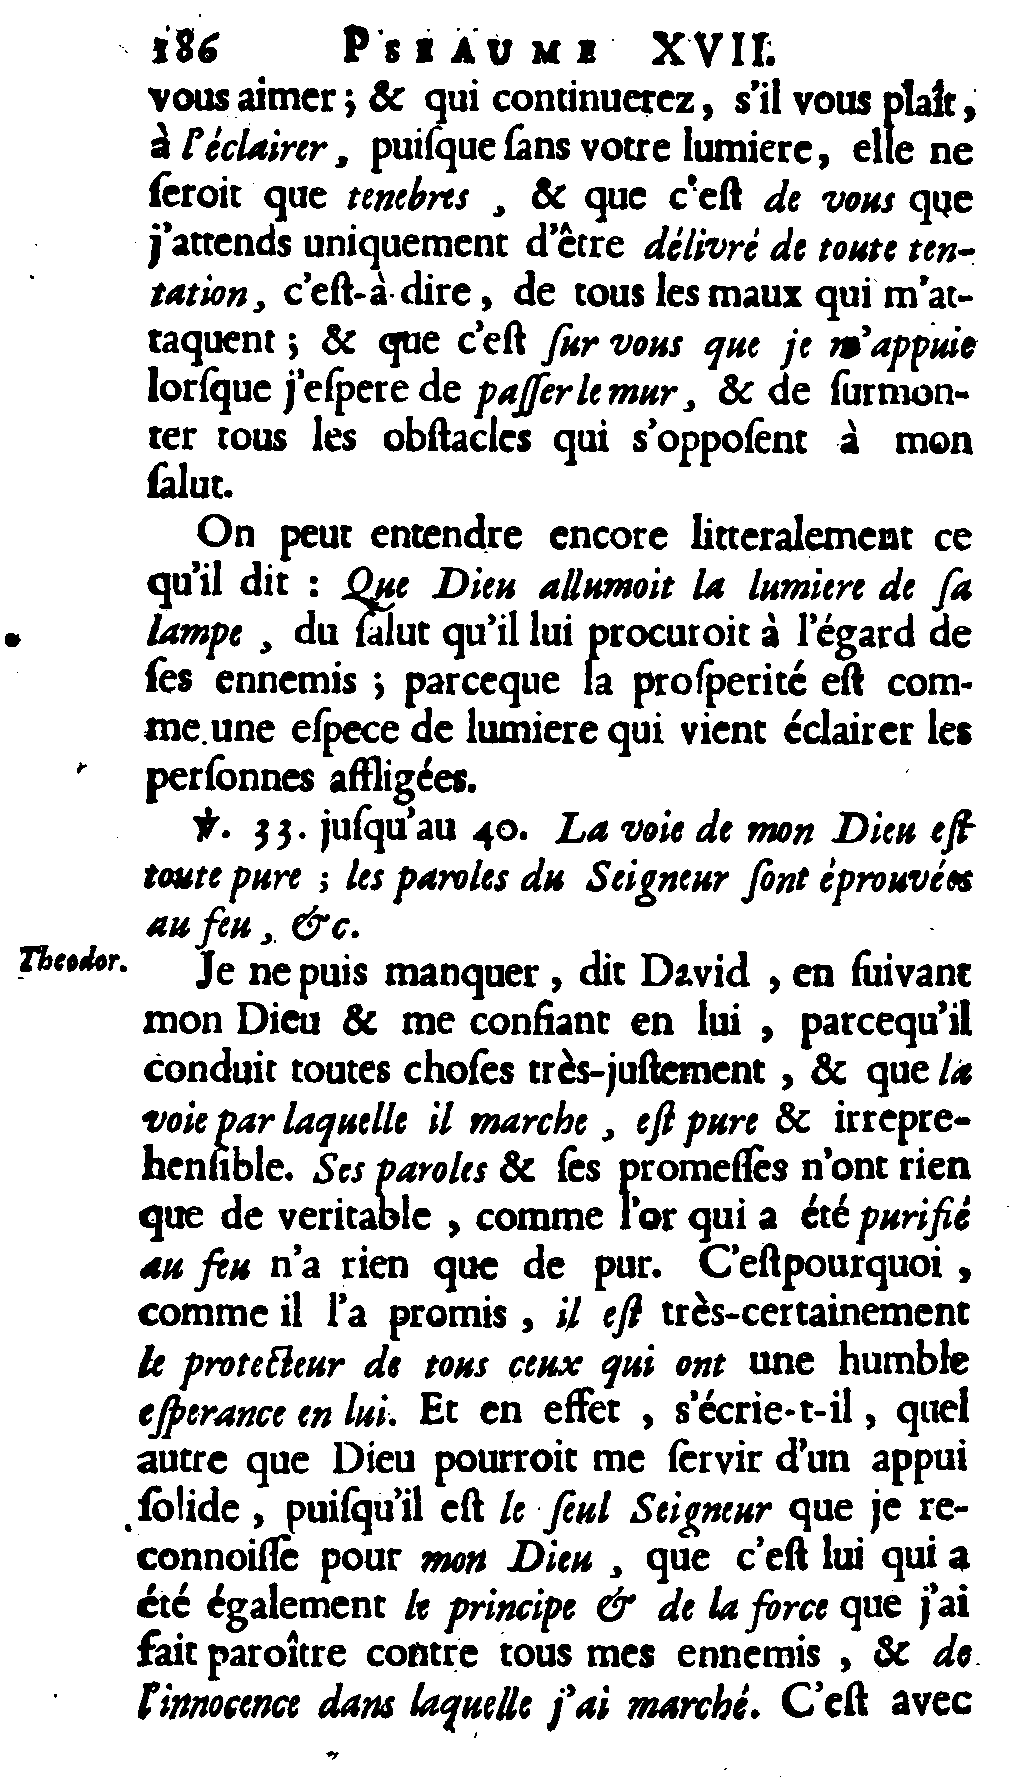 186 PSEAUME XVII.
vous aimer ; & qui continuerez, s'il vous plaît,
à l'éclairer, puiſque ſans votre lumiere, elle ne
ſeroit que tenebres, & que c'eſt de vous que
j'attends uniquement d'être délivré de toute ten-
tation, c'eſt-à-dire, de tous les maux qui m'at-
taquent ; & que c'eſt ſur vous que je m'appuie
lorſque j'eſpere de paſſer le mur, & de ſurmon-
ter tous les obſtacles qui s'oppoſent à mon
ſalut.
On peut entendre encore litteralement ce
qu'il dit : Que Dieu allumoit la lumiere de ſa
lampe, du ſalut qu'il lui procuroit à l'égard de
ſes ennemis ; parceque la proſperité eſt com-
me une eſpece de lumiere qui vient éclairer les
perſonnes affligées.
℣. 33. juſqu'au 40. La voie de mon Dieu eſt
toute pure ; les paroles du Seigneur ſont éprouvées
au feu, &c.
Theodor.
Je ne puis manquer, dit David, en ſuivant
mon Dieu & me confiant en lui, parcequ'il
conduit toutes choſes très-juſtement, & que la
voie par laquelle il marche, eſt pure & irrepre-
henſible. Ses paroles & ſes promeſſes n'ont rien
que de veritable, comme l'or qui a été purifié
au feu n'a rien que de pur. C'eſtpourquoi,
comme il l'a promis, il eſt très-certainement
le protecteur de tous ceux qui ont une humble
eſperance en lui. Et en effet, s'écrie-t-il, quel
autre que Dieu pourroit me ſervir d'un appui
ſolide, puiſqu'il eſt le ſeul Seigneur que je re-
connoiſſe pour mon Dieu, que c'eſt lui qui a
été également le principe & de la force que j'ai
fait paroître contre tous mes ennemis, & de
l'innocence dans laquelle j'ai marché. C'eſt avec